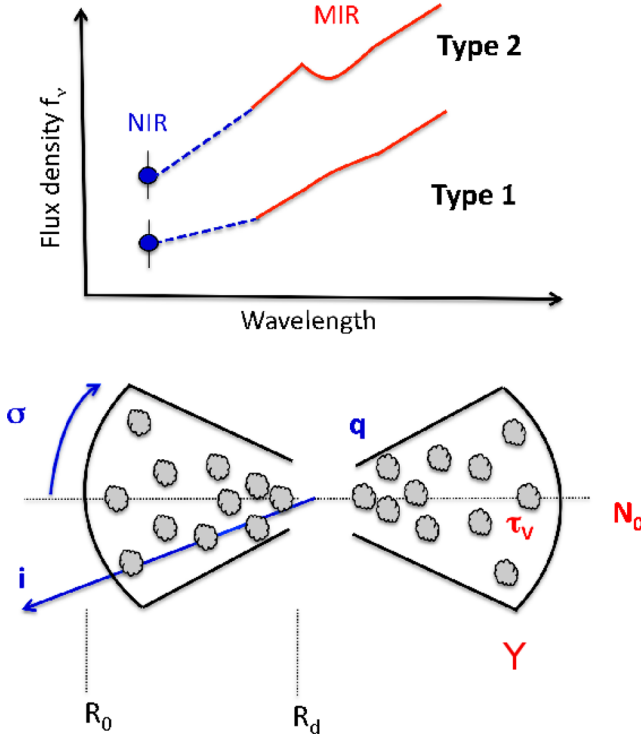 MIR
Type 2
NIR
Type 1
Flux density fν
Wavelength
σ
q
i
τV
N0
Y
R0
Rd